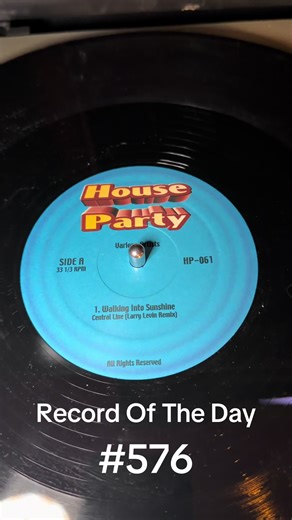 House
Party
Various Artists
SIDE A
33 1/3 RPM
HP-061
1. Walking Into Sunshine
Central Line (Larry Levin Remix)
All Rights Reserved
Record Of The Day
#576